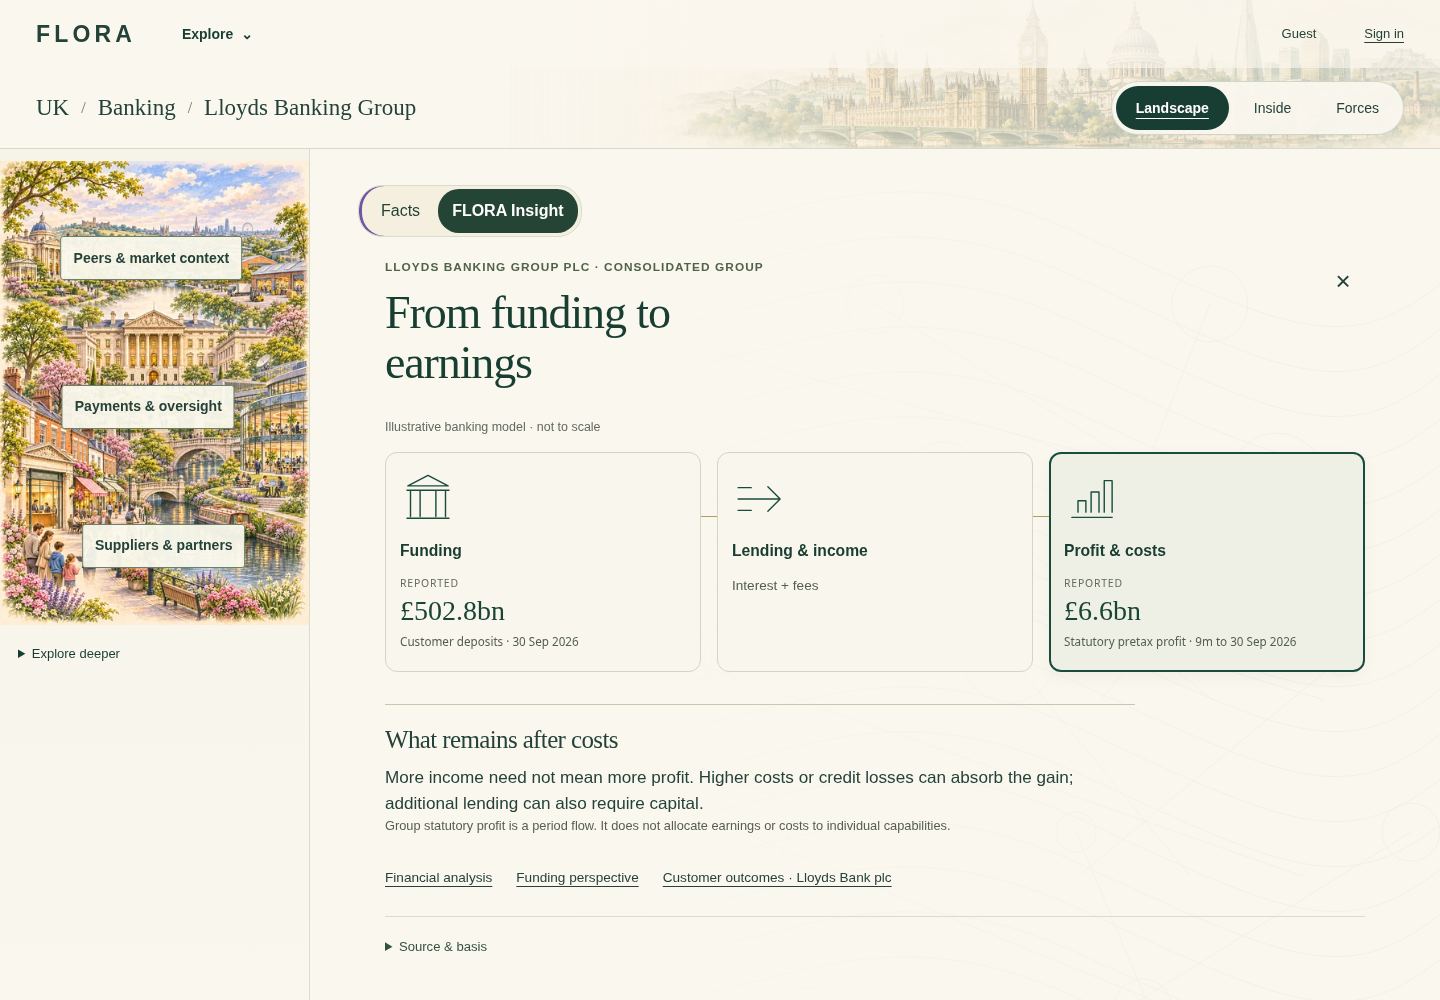 FLORA
Explore
Guest
Sign in
UK / Banking / Lloyds Banking Group
Landscape
Inside
Forces
Peers & market context
Payments & oversight
Suppliers & partners
Explore deeper
Facts
FLORA Insight
LLOYDS BANKING GROUP PLC · CONSOLIDATED GROUP
From funding to
earnings
Illustrative banking model · not to scale
Funding
REPORTED
£502.8bn
Customer deposits · 30 Sep 2026
Lending & income
Interest + fees
Profit & costs
REPORTED
£6.6bn
Statutory pretax profit · 9m to 30 Sep 2026
What remains after costs
More income need not mean more profit. Higher costs or credit losses can absorb the gain;
additional lending can also require capital.
Group statutory profit is a period flow. It does not allocate earnings or costs to individual capabilities.
Financial analysis
Funding perspective
Customer outcomes · Lloyds Bank plc
Source & basis